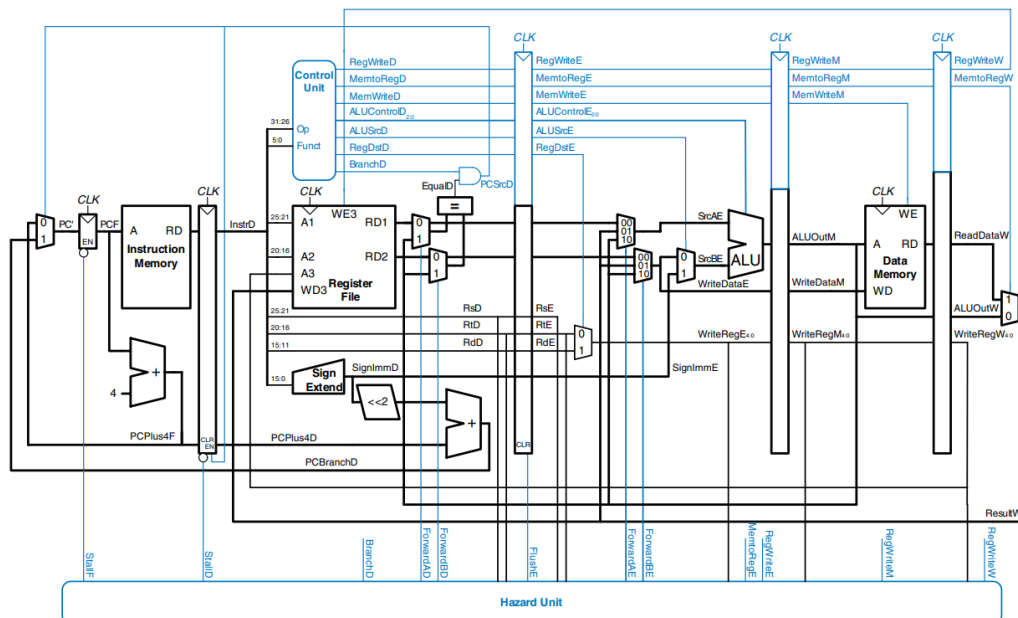 CLK CLK CLK
RegWriteD RegWriteE RegWriteM RegWriteW
Control Unit
MemtoRegD MemtoRegE MemtoRegM MemtoRegW
MemWriteD MemWriteE MemWriteM
ALUControlD2:0 ALUControlE2:0
31:26 Op ALUSrcD ALUSrcE
5:0 Funct RegDstD RegDstE
BranchD
EqualD PCSrcD
CLK CLK CLK CLK
WE3 = WE
0 1 PC' EN PCF A RD Instruction Memory InstrD
25:21 A1 RD1 0 1 00 01 10 SrcAE
20:16 A2 RD2 0 1 00 01 10 0 1 SrcBE ALU ALUOutM A RD ReadDataW
A3 Register File Data Memory
WD3 WriteDataE WriteDataM WD 1 0
ALUOutW
25:21 RsD RsE
20:16 RtD RtE 0 1
15:11 RdD RdE WriteRegE4:0 WriteRegM4:0 WriteRegW4:0
15:0 Sign Extend SignImmD SignImmE
4 + <<2 +
PCPlus4F CLR EN PCPlus4D CLR
PCBranchD
ResultW
StallF StallD BranchD ForwardAD ForwardBD FlushE ForwardAE ForwardBE MemtoRegE RegWriteE RegWriteM RegWriteW
Hazard Unit